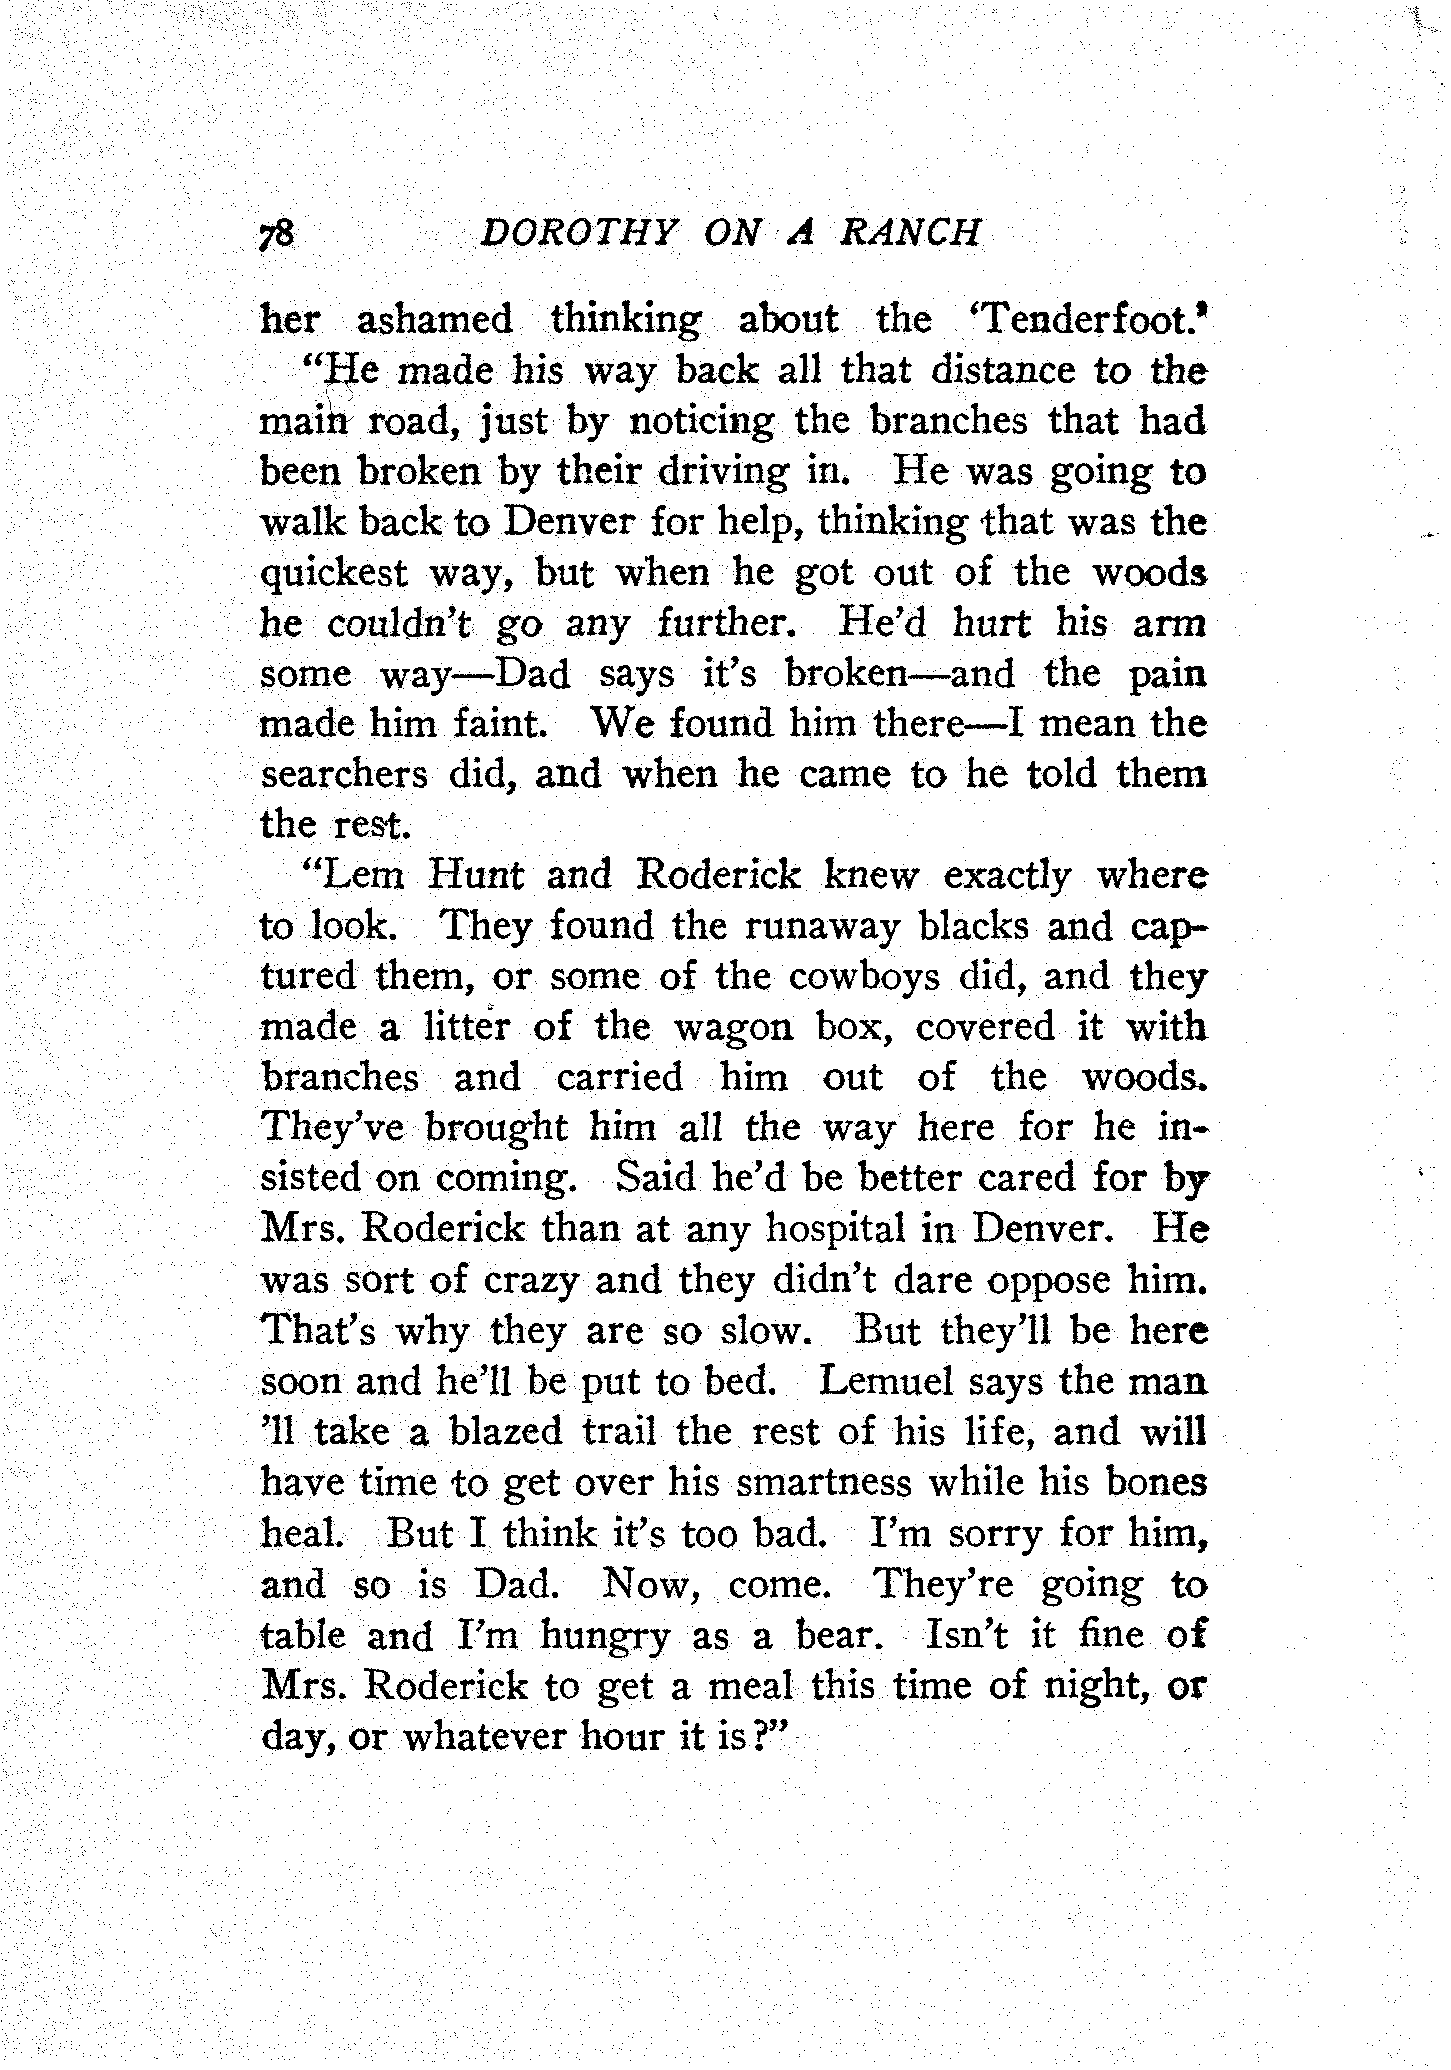 78 DOROTHY ON A RANCH
her ashamed thinking about the ‘Tenderfoot.’
“He made his way back all that distance to the
main road, just by noticing the branches that had
been broken by their driving in. He was going to
walk back to Denver for help, thinking that was the
quickest way, but when he got out of the woods
he couldn’t go any further. He’d hurt his arm
some way—Dad says it’s broken—and the pain
made him faint. We found him there—I mean the
searchers did, and when he came to he told them
the rest.
“Lem Hunt and Roderick knew exactly where
to look. They found the runaway blacks and cap-
tured them, or some of the cowboys did, and they
made a litter of the wagon box, covered it with
branches and carried him out of the woods.
They’ve brought him all the way here for he in-
sisted on coming. Said he’d be better cared for by
Mrs. Roderick than at any hospital in Denver. He
was sort of crazy and they didn’t dare oppose him.
That’s why they are so slow. But they’ll be here
soon and he’ll be put to bed. Lemuel says the man
’ll take a blazed trail the rest of his life, and will
have time to get over his smartness while his bones
heal. But I think it’s too bad. I’m sorry for him,
and so is Dad. Now, come. They’re going to
table and I’m hungry as a bear. Isn’t it fine of
Mrs. Roderick to get a meal this time of night, or
day, or whatever hour it is?”